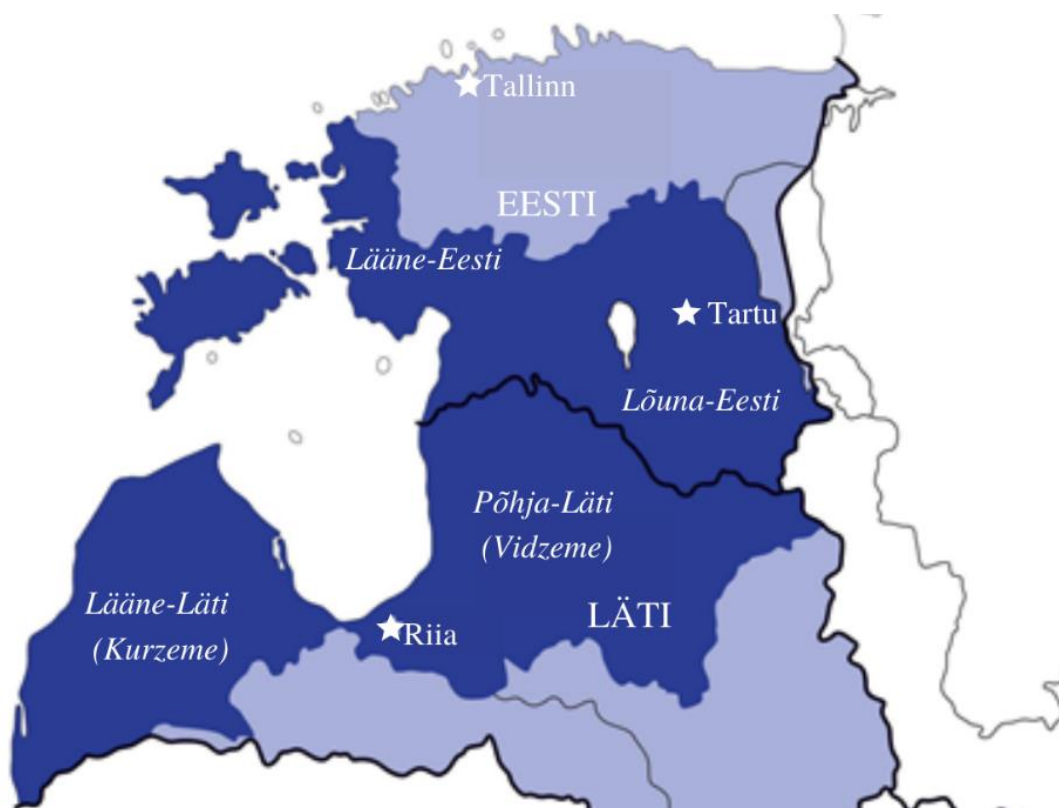 Tallinn
EESTI
Lääne-Eesti
Tartu
Lõuna-Eesti
Põhja-Läti
(Vidzeme)
Lääne-Läti
(Kurzeme)
LÄTI
Riia